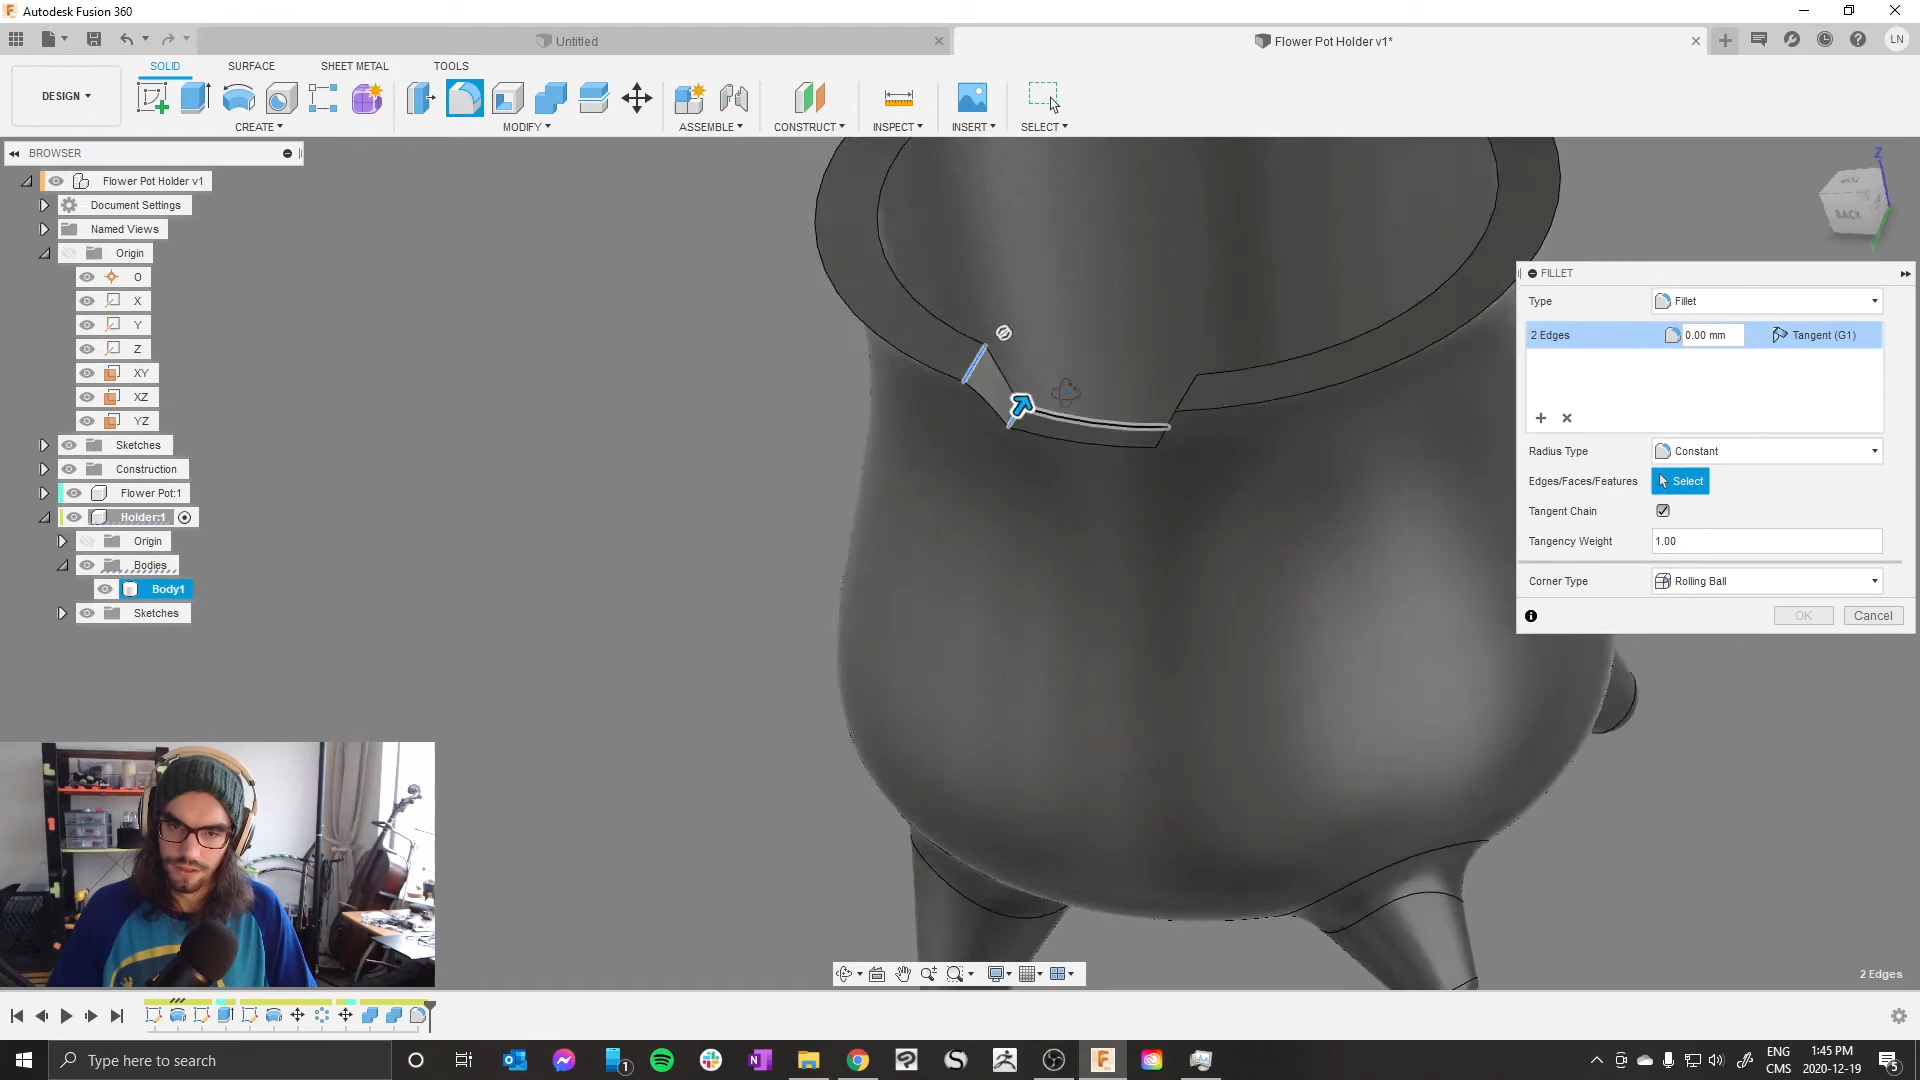 Autodesk Fusion 360
Untitled
Flower Pot Holder v1*
LN
DESIGN
SOLID
SURFACE
SHEET METAL
TOOLS
CREATE
MODIFY
ASSEMBLE
CONSTRUCT
INSPECT
INSERT
SELECT
BROWSER
Flower Pot Holder v1
Document Settings
Named Views
Origin
O
X
Y
Z
XY
XZ
YZ
Sketches
Construction
Flower Pot:1
Holder:1
Origin
Bodies
Body1
Sketches
Z
BACK
FILLET
Type
Fillet
2 Edges
0.00 mm
Tangent (G1)
Radius Type
Constant
Edges/Faces/Features
Select
Tangent Chain
Tangency Weight
1.00
Corner Type
Rolling Ball
OK
Cancel
2 Edges
Type here to search
1
ENG
CMS
1:45 PM
2020-12-19
5